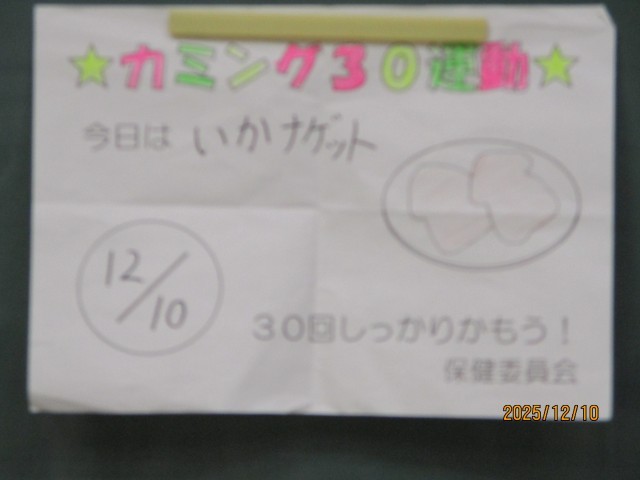 ★カミング30運動★
今日は いかナゲット
12/10
30回しっかりかもう！
保健委員会
2025/12/10